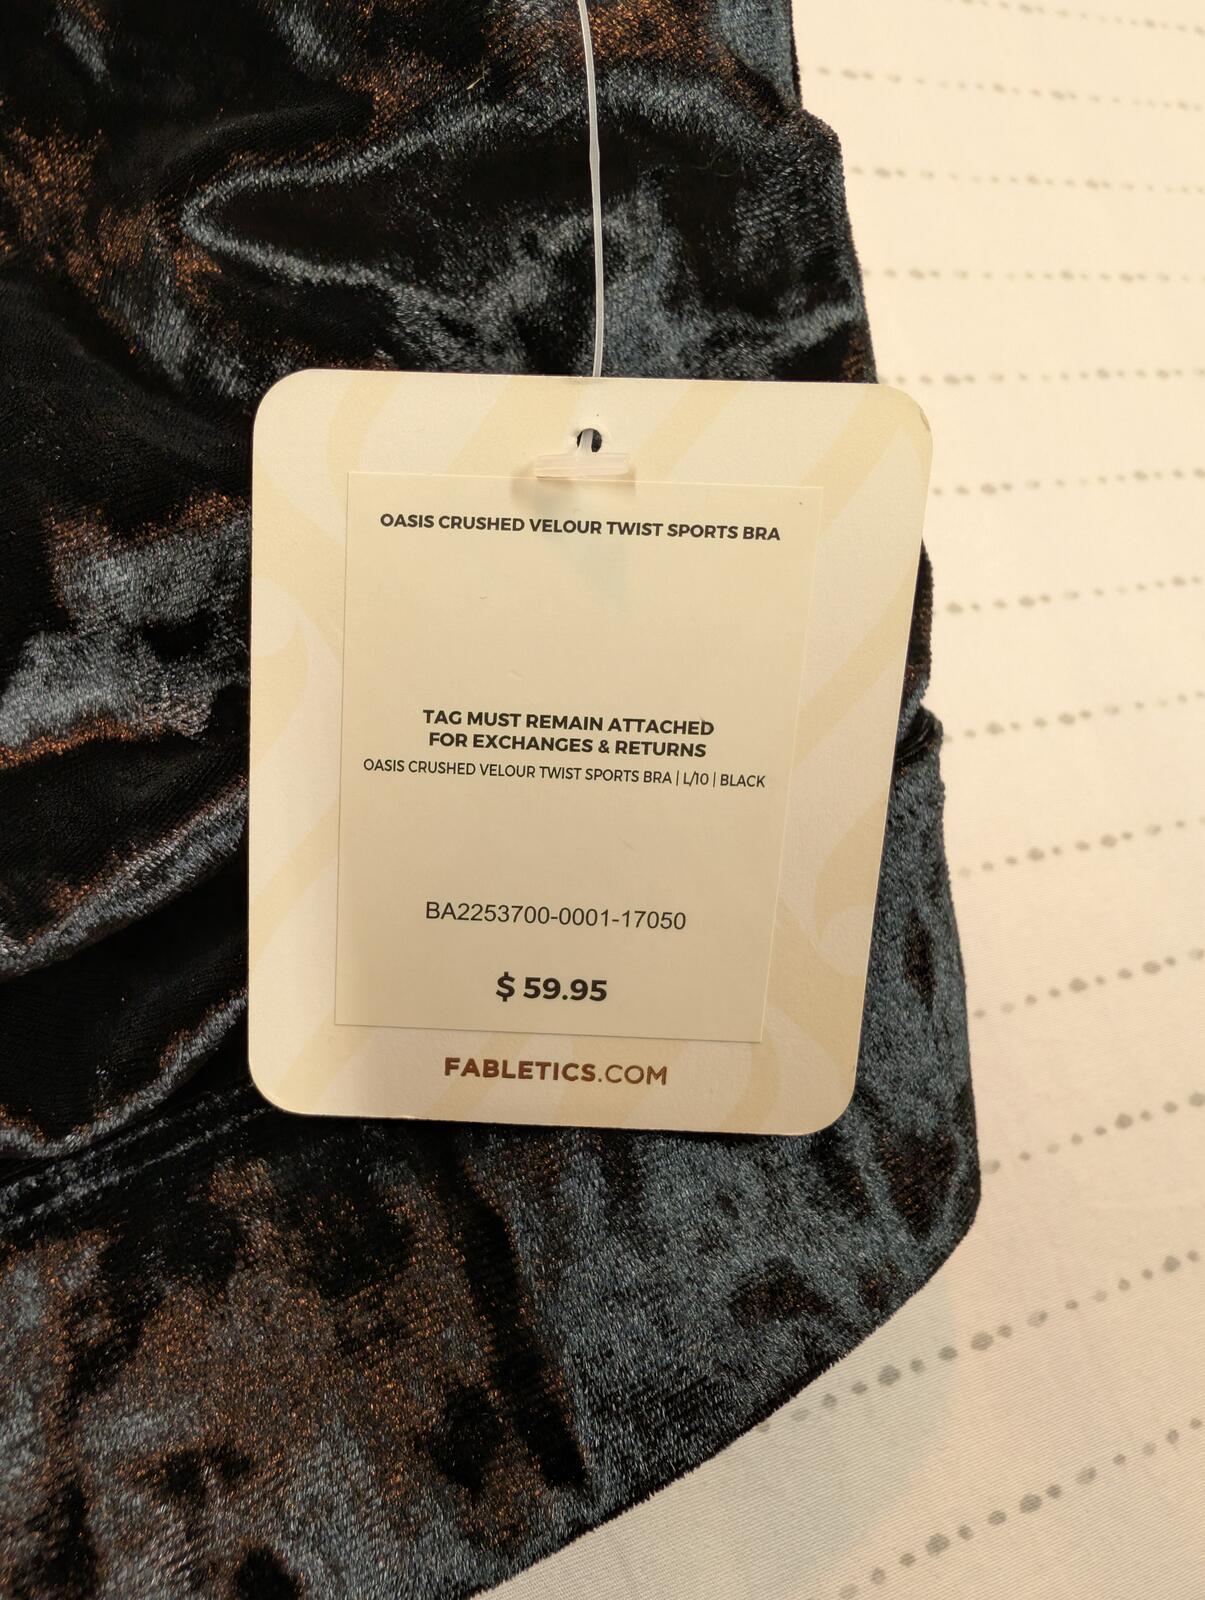 OASIS CRUSHED VELOUR TWIST SPORTS BRA
TAG MUST REMAIN ATTACHED
FOR EXCHANGES & RETURNS
OASIS CRUSHED VELOUR TWIST SPORTS BRA | L/10 | BLACK
BA2253700-0001-17050
$ 59.95
FABLETICS.COM